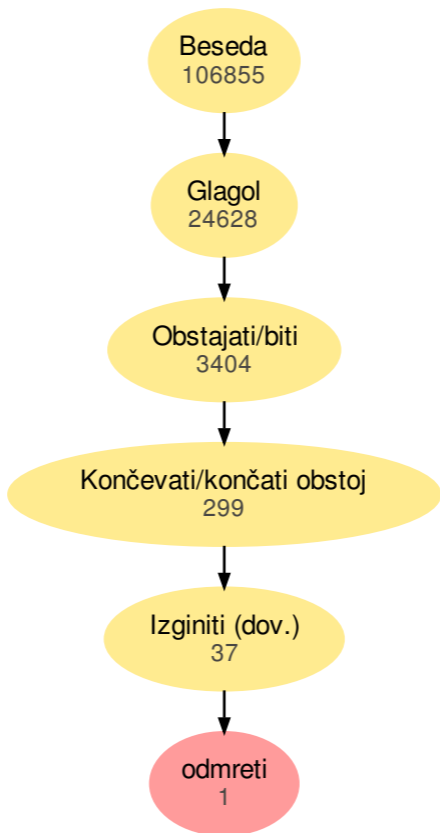 Beseda
106855
Glagol
24628
Obstajati/biti
3404
Končevati/končati obstoj
299
Izginiti (dov.)
37
odmreti
1